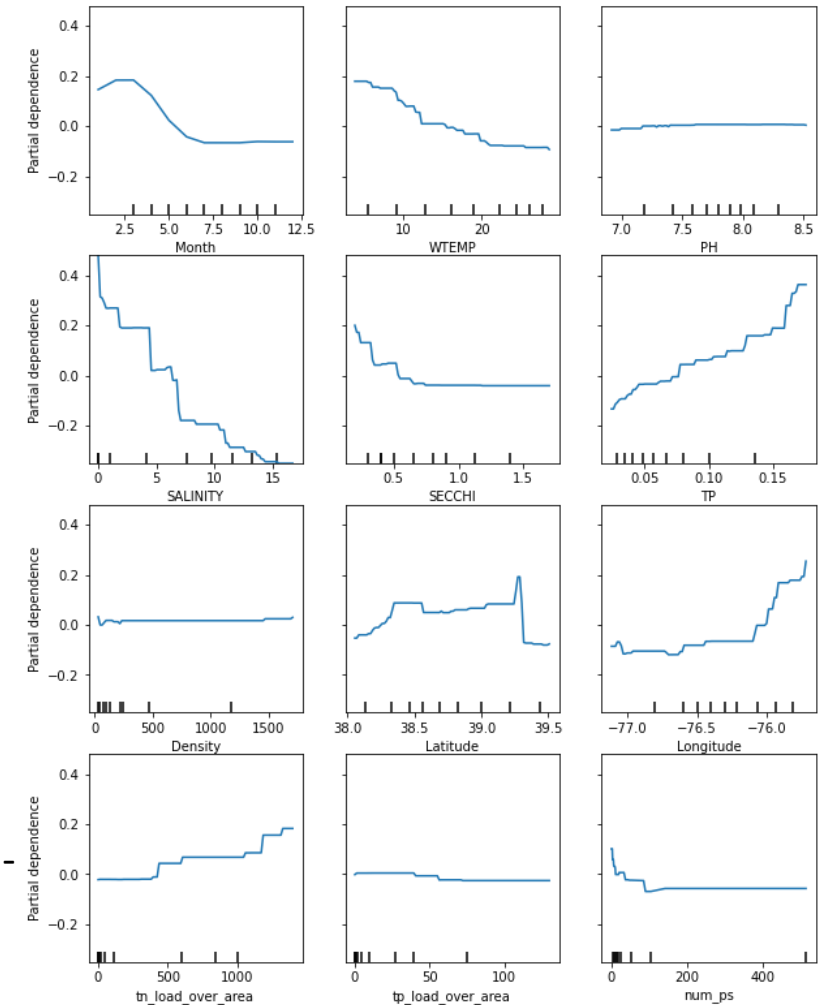 0.4
0.2
0.0
−0.2
Partial dependence
2.5 5.0 7.5 10.0 12.5
Month
10 20
WTEMP
7.0 7.5 8.0 8.5
PH
0.4
0.2
0.0
−0.2
Partial dependence
0 5 10 15
SALINITY
0.5 1.0 1.5
SECCHI
0.05 0.10 0.15
TP
0.4
0.2
0.0
−0.2
Partial dependence
0 500 1000 1500
Density
38.0 38.5 39.0 39.5
Latitude
−77.0 −76.5 −76.0
Longitude
0.4
0.2
0.0
−0.2
Partial dependence
0 500 1000
tn_load_over_area
0 50 100
tp_load_over_area
0 200 400
num_ps